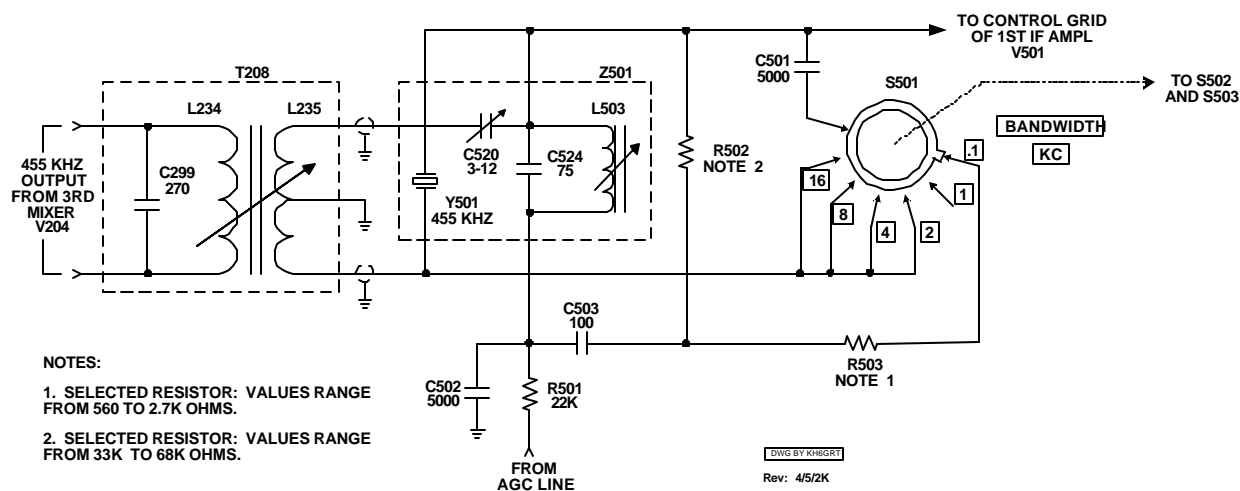 TO CONTROL GRID
OF 1ST IF AMPL
V501
T208
Z501
C501
5000
S501
TO S502
AND S503
L234
L235
L503
BANDWIDTH
KC
455 KHZ
OUTPUT
FROM 3RD
MIXER
V204
C299
270
C520
3-12
C524
75
Y501
455 KHZ
R502
NOTE 2
.1
1
16
8
4
2
C503
100
R503
NOTE 1
C502
5000
R501
22K
FROM
AGC LINE
NOTES:
1. SELECTED RESISTOR: VALUES RANGE
FROM 560 TO 2.7K OHMS.
2. SELECTED RESISTOR: VALUES RANGE
FROM 33K TO 68K OHMS.
DWG BY KH6GRT
Rev: 4/5/2K